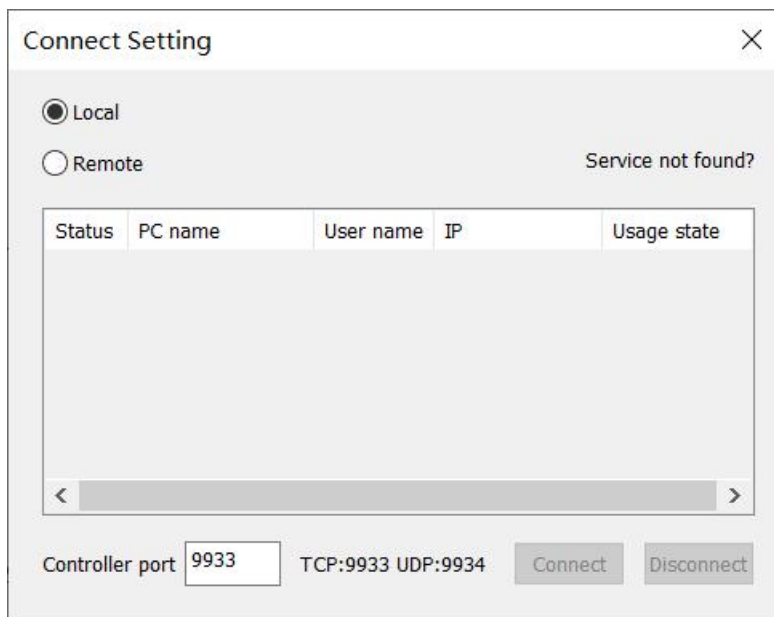 Connect Setting
Local
Remote
Service not found?
Status PC name User name IP Usage state
Controller port 9933 TCP:9933 UDP:9934 Connect Disconnect